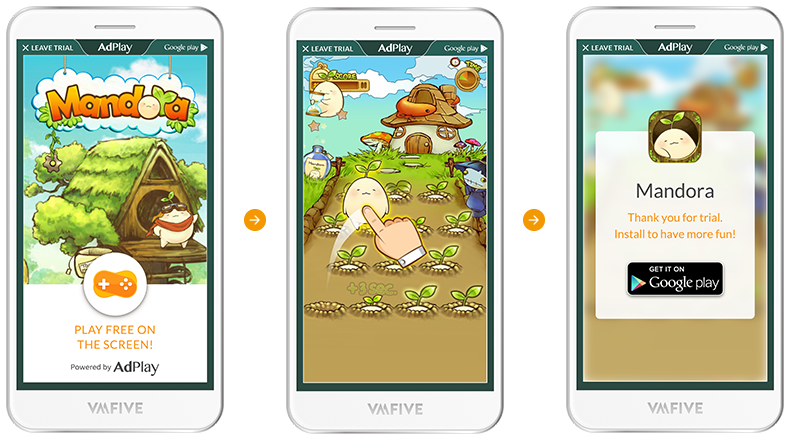 ✕ LEAVE TRIAL AdPlay Google play
Mandora
PLAY FREE ON
THE SCREEN!
Powered by AdPlay
VMFIVE
✕ LEAVE TRIAL AdPlay Google play
+3 SEC.
VMFIVE
✕ LEAVE TRIAL AdPlay Google play
Mandora
Thank you for trial.
Install to have more fun!
GET IT ON
Google play
VMFIVE